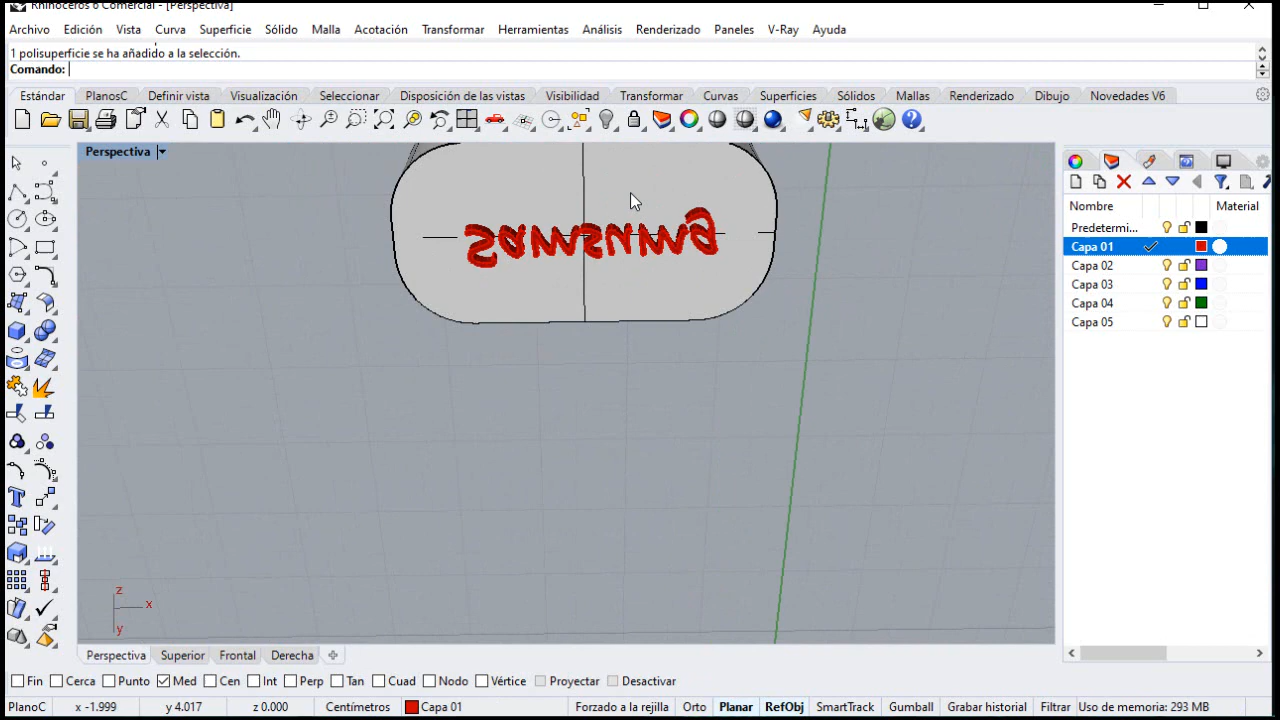 Rhinoceros 6 Comercial - [Perspectiva]
Archivo Edición Vista Curva Superficie Sólido Malla Acotación Transformar Herramientas Análisis Renderizado Paneles V-Ray Ayuda
1 polisuperficie se ha añadido a la selección.
Comando:
Estándar PlanosC Definir vista Visualización Seleccionar Disposición de las vistas Visibilidad Transformar Curvas Superficies Sólidos Mallas Renderizado Dibujo Novedades V6
Perspectiva
Nombre Material
Predetermi...
Capa 01
Capa 02
Capa 03
Capa 04
Capa 05
z
x
y
Perspectiva Superior Frontal Derecha
Fin Cerca Punto Med Cen Int Perp Tan Cuad Nodo Vértice Proyectar Desactivar
PlanoC x -1.999 y 4.017 z 0.000 Centímetros Capa 01 Forzado a la rejilla Orto Planar RefObj SmartTrack Gumball Grabar historial Filtrar Uso de memoria: 293 MB